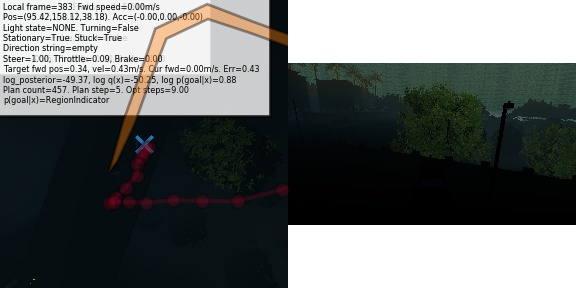 Local frame=383. Fwd speed=0.00m/s
Pos=(95.42,158.12,38.18). Acc=(-0.00,0.00,-0.00)
Light state=NONE. Turning=False
Stationary=True. Stuck=True
Direction string=empty
Steer=1.00, Throttle=0.09, Brake=0.00
Target fwd pos=0.34, vel=0.43m/s. Cur fwd=0.00m/s. Err=0.43
log_posterior=-49.37, log q(x)=-50.25, log p(goal|x)=0.88
Plan count=457. Plan step=5. Opt steps=9.00
p(goal|x)=RegionIndicator